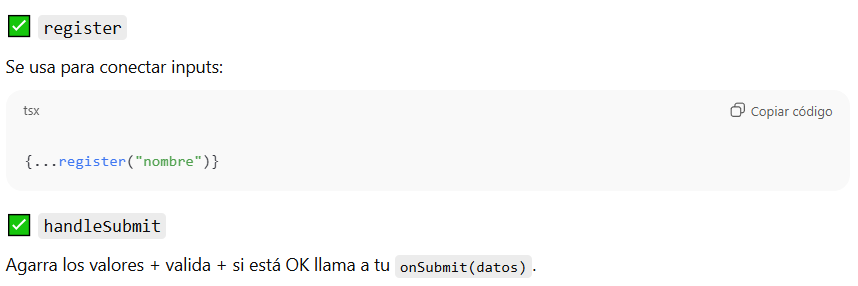 ✅ register
Se usa para conectar inputs:
tsx Copiar código
{...register("nombre")}
✅ handleSubmit
Agarra los valores + valida + si está OK llama a tu onSubmit(datos).